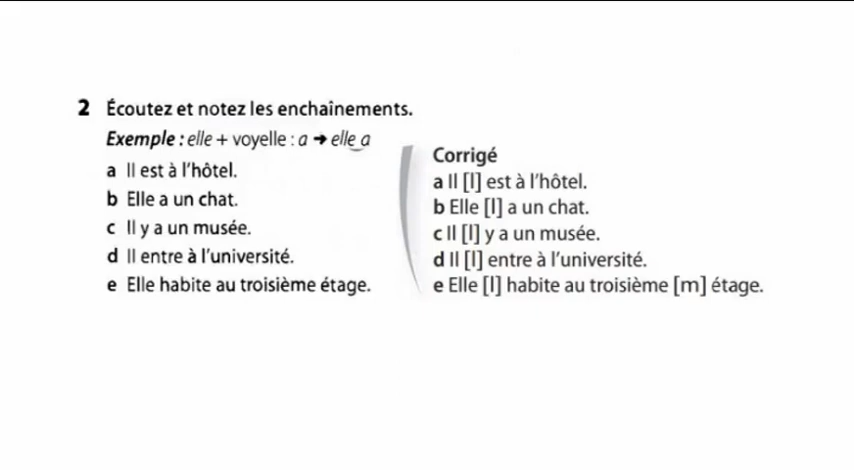 2 Écoutez et notez les enchaînements.
Exemple : elle + voyelle : a ➔ elle‿a
a Il est à l'hôtel.
b Elle a un chat.
c Il y a un musée.
d Il entre à l'université.
e Elle habite au troisième étage.
Corrigé
a Il [l] est à l'hôtel.
b Elle [l] a un chat.
c Il [l] y a un musée.
d Il [l] entre à l'université.
e Elle [l] habite au troisième [m] étage.